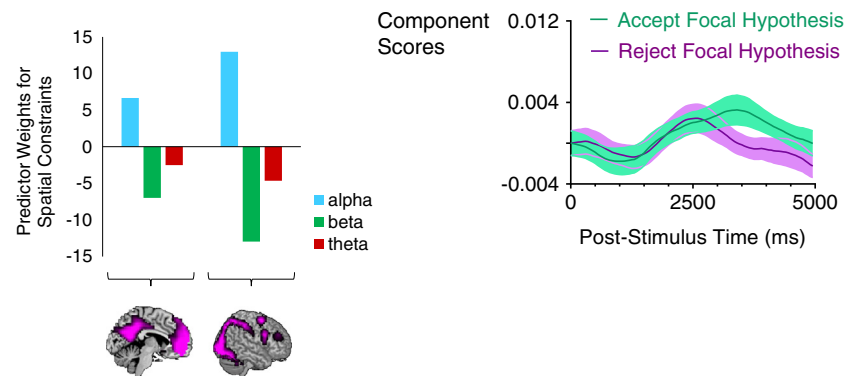 Predictor Weights for
Spatial Constraints
15
10
5
0
-5
-10
-15
alpha
beta
theta
Component
Scores
0.012
0.004
-0.004
Accept Focal Hypothesis
Reject Focal Hypothesis
0
2500
5000
Post-Stimulus Time (ms)